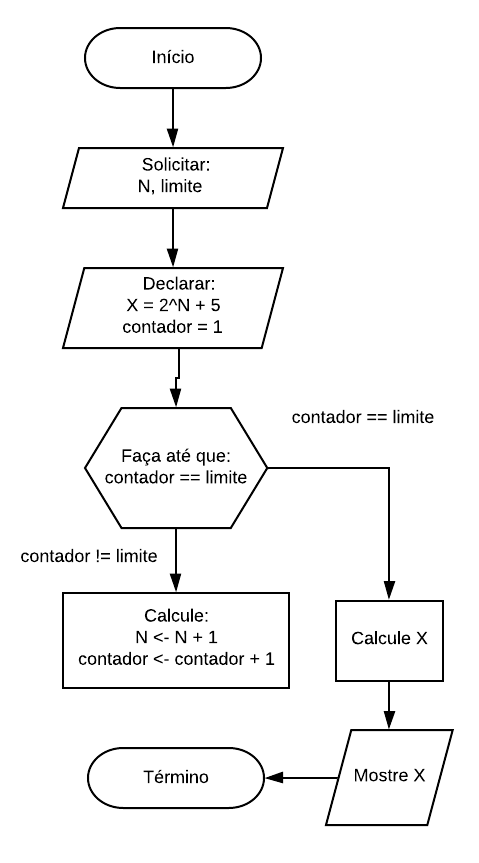 Início
Solicitar:
N, limite
Declarar:
X = 2^N + 5
contador = 1
contador == limite
Faça até que:
contador == limite
contador != limite
Calcule:
N <- N + 1
contador <- contador + 1
Calcule X
Mostre X
Término